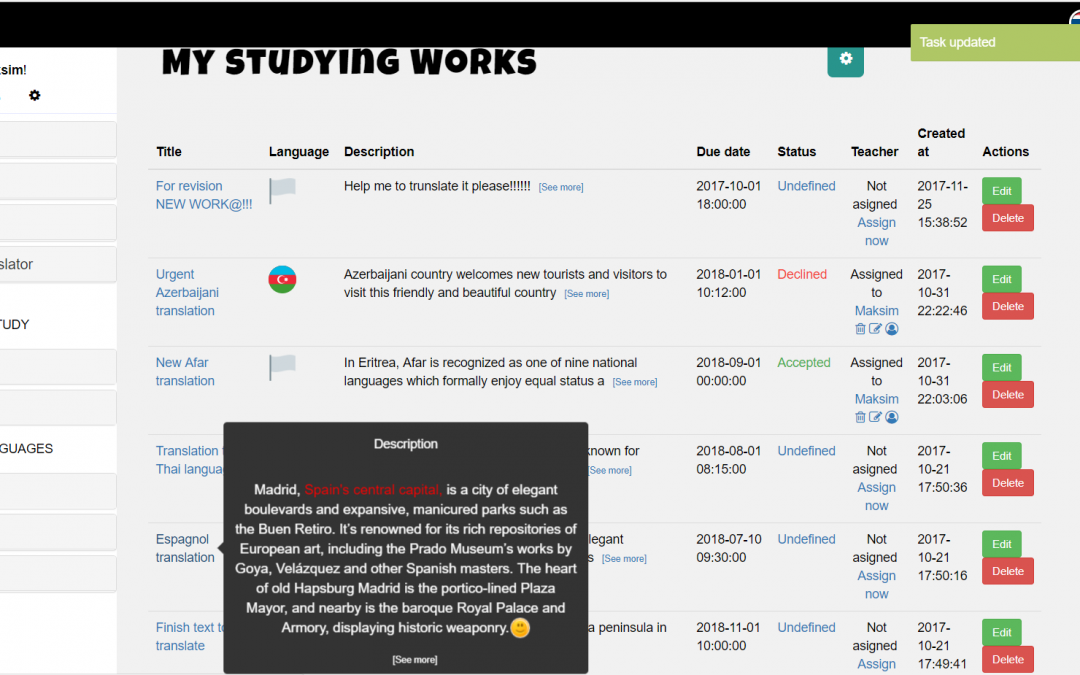 Task updated
sim!
slator
TUDY
GUAGES
My Studying Works
Title Language Description Due date Status Teacher Created at Actions
For revision NEW WORK@!!!
Help me to trunslate it please!!!!!! [See more]
2017-10-01 18:00:00
Undefined
Not asigned
Assign now
2017-11-25 15:38:52
Edit
Delete
Urgent Azerbaijani translation
Azerbaijani country welcomes new tourists and visitors to
visit this friendly and beautiful country [See more]
2018-01-01 10:12:00
Declined
Assigned to
Maksim
2017-10-31 22:22:46
Edit
Delete
New Afar translation
In Eritrea, Afar is recognized as one of nine national
languages which formally enjoy equal status a [See more]
2018-09-01 00:00:00
Accepted
Assigned to
Maksim
2017-10-31 22:03:06
Edit
Delete
Translation
Thai langua
known for
[See more]
2018-08-01 08:15:00
Undefined
Not asigned
Assign now
2017-10-21 17:50:36
Edit
Delete
Espagnol translation
legant
s [See more]
2018-07-10 09:30:00
Undefined
Not asigned
Assign now
2017-10-21 17:50:16
Edit
Delete
Finish text to
translate
a peninsula in
2018-11-01 10:00:00
Undefined
Not asigned
Assign
2017-10-21 17:49:41
Edit
Delete
Description
Madrid, Spain's central capital, is a city of elegant
boulevards and expansive, manicured parks such as
the Buen Retiro. It's renowned for its rich repositories of
European art, including the Prado Museum's works by
Goya, Velázquez and other Spanish masters. The heart
of old Hapsburg Madrid is the portico-lined Plaza
Mayor, and nearby is the baroque Royal Palace and
Armory, displaying historic weaponry.
[See more]